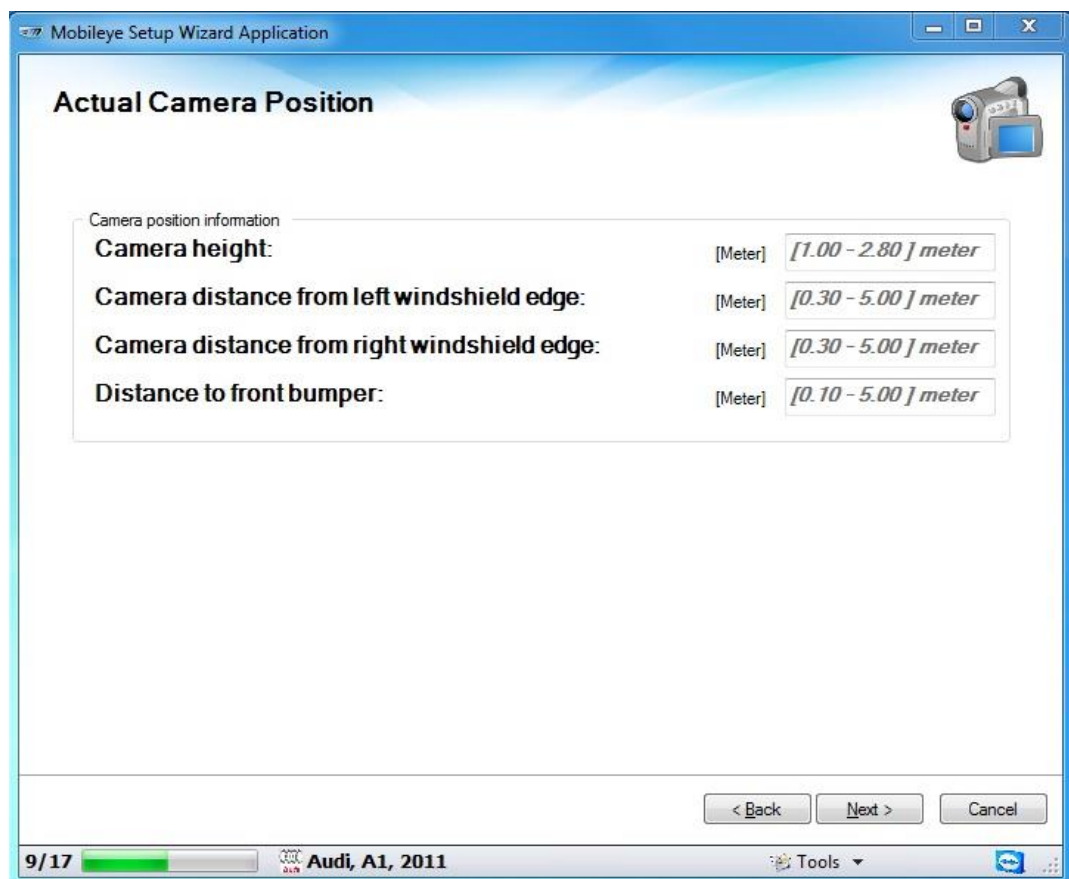 Mobileye Setup Wizard Application
Actual Camera Position
Camera position information
Camera height: [Meter] [1.00 - 2.80 ] meter
Camera distance from left windshield edge: [Meter] [0.30 - 5.00 ] meter
Camera distance from right windshield edge: [Meter] [0.30 - 5.00 ] meter
Distance to front bumper: [Meter] [0.10 - 5.00 ] meter
< Back Next > Cancel
9/17 Audi, A1, 2011 Tools